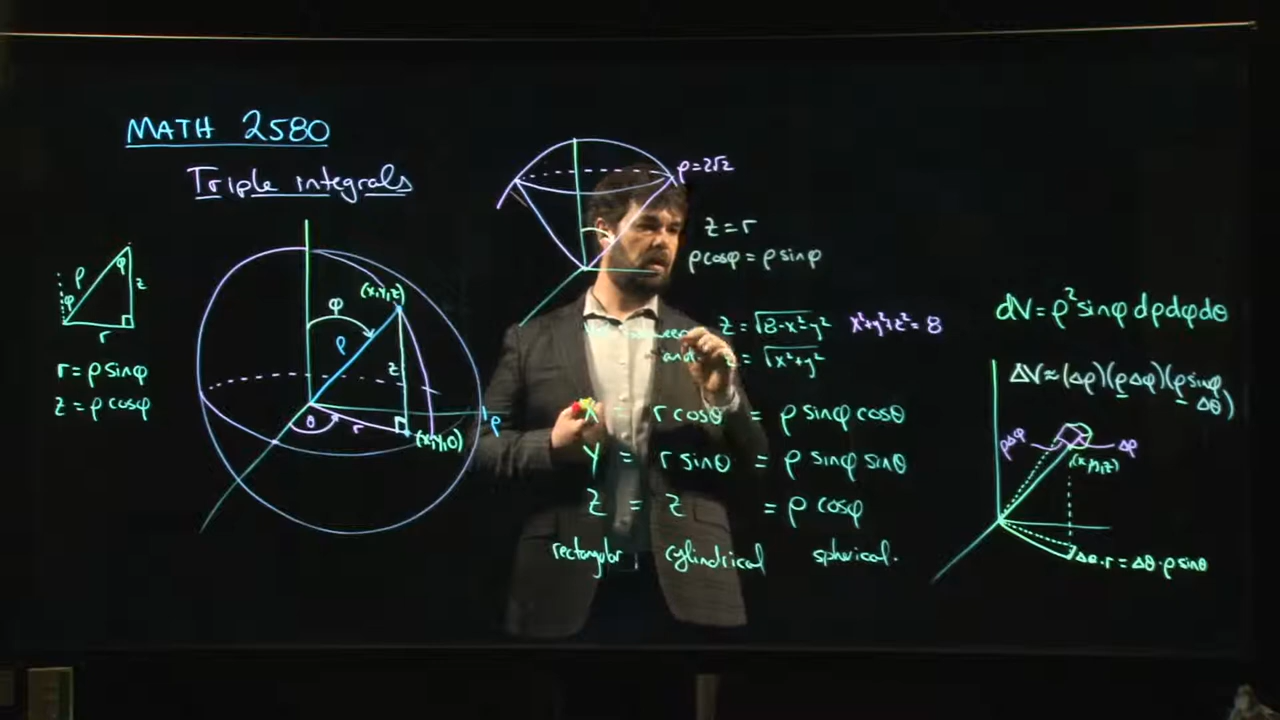 MATH 2580
Triple integrals
ρ
φ
φ
z
r
r = ρ sinφ
z = ρ cosφ
φ
(x,y,z)
ρ
z
θ
r
(x,y,0)
ρ
ρ=2√2
z = r
ρcosφ = ρ sinφ
z = √8-x²-y²
x²+y²+z² = 8
and
z = √x²+y²
x = r cosθ = ρ sinφ cosθ
y = r sinθ = ρ sinφ sinθ
z = z = ρ cosφ
rectangular cylindrical spherical.
dV = ρ² sinφ dρ dφ dθ
ΔV ≈ (Δρ)(ρΔφ)(ρ sinφ Δθ)
ρΔφ
Δρ
(x,y,z)
Δθ·r = Δθ·ρ sinθ